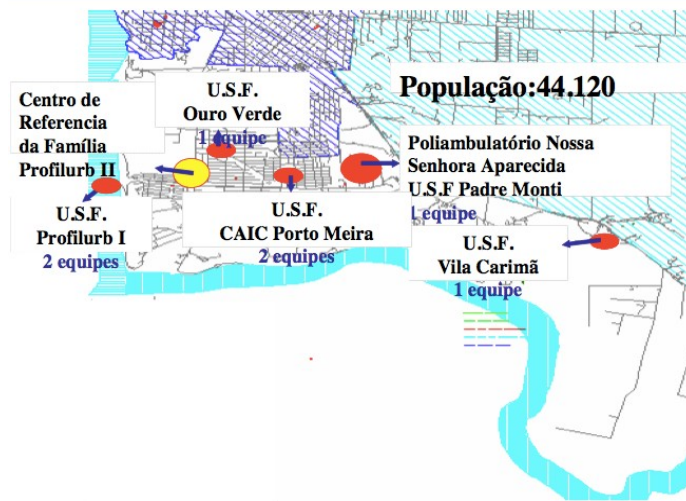 População:44.120
Centro de
Referencia
da Família
Profilurb II
U.S.F.
Ouro Verde
1 equipe
Poliambulatório Nossa
Senhora Aparecida
U.S.F Padre Monti
1 equipe
U.S.F.
Profilurb I
2 equipes
U.S.F.
CAIC Porto Meira
2 equipes
U.S.F.
Vila Carimã
1 equipe